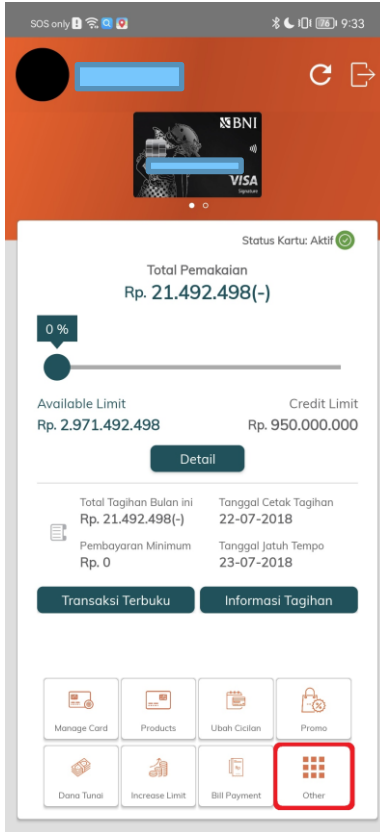 SOS only 76 9:33
BNI
VISA
Signature
Status Kartu: Aktif
Total Pemakaian
Rp. 21.492.498(-)
0 %
Available Limit Credit Limit
Rp. 2.971.492.498 Rp. 950.000.000
Detail
Total Tagihan Bulan ini Tanggal Cetak Tagihan
Rp. 21.492.498(-) 22-07-2018
Pembayaran Minimum Tanggal Jatuh Tempo
Rp. 0 23-07-2018
Transaksi Terbuku Informasi Tagihan
Manage Card Products Ubah Cicilan Promo
Dana Tunai Increase Limit Bill Payment Other